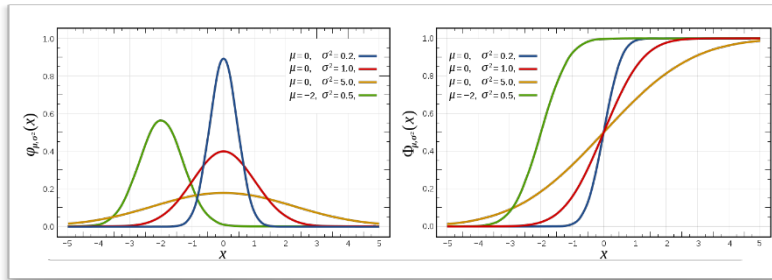 1.0
0.8
0.6
0.4
0.2
0.0
φμ,σ²(x)
μ=0, σ²=0.2,
μ=0, σ²=1.0,
μ=0, σ²=5.0,
μ=−2, σ²=0.5,
−5 −4 −3 −2 −1 0 1 2 3 4 5
x
1.0
0.8
0.6
0.4
0.2
0.0
Φμ,σ²(x)
μ=0, σ²=0.2,
μ=0, σ²=1.0,
μ=0, σ²=5.0,
μ=−2, σ²=0.5,
−5 −4 −3 −2 −1 0 1 2 3 4 5
x